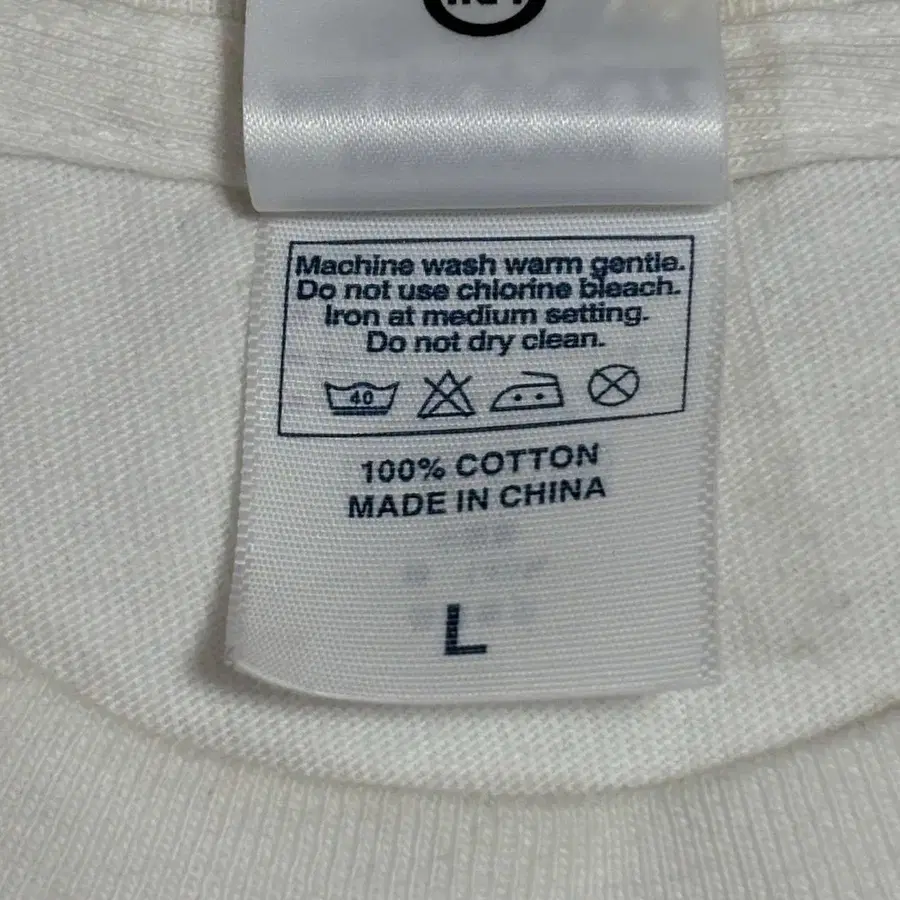 Machine wash warm gentle.
Do not use chlorine bleach.
Iron at medium setting.
Do not dry clean.
40
100% COTTON
MADE IN CHINA
L